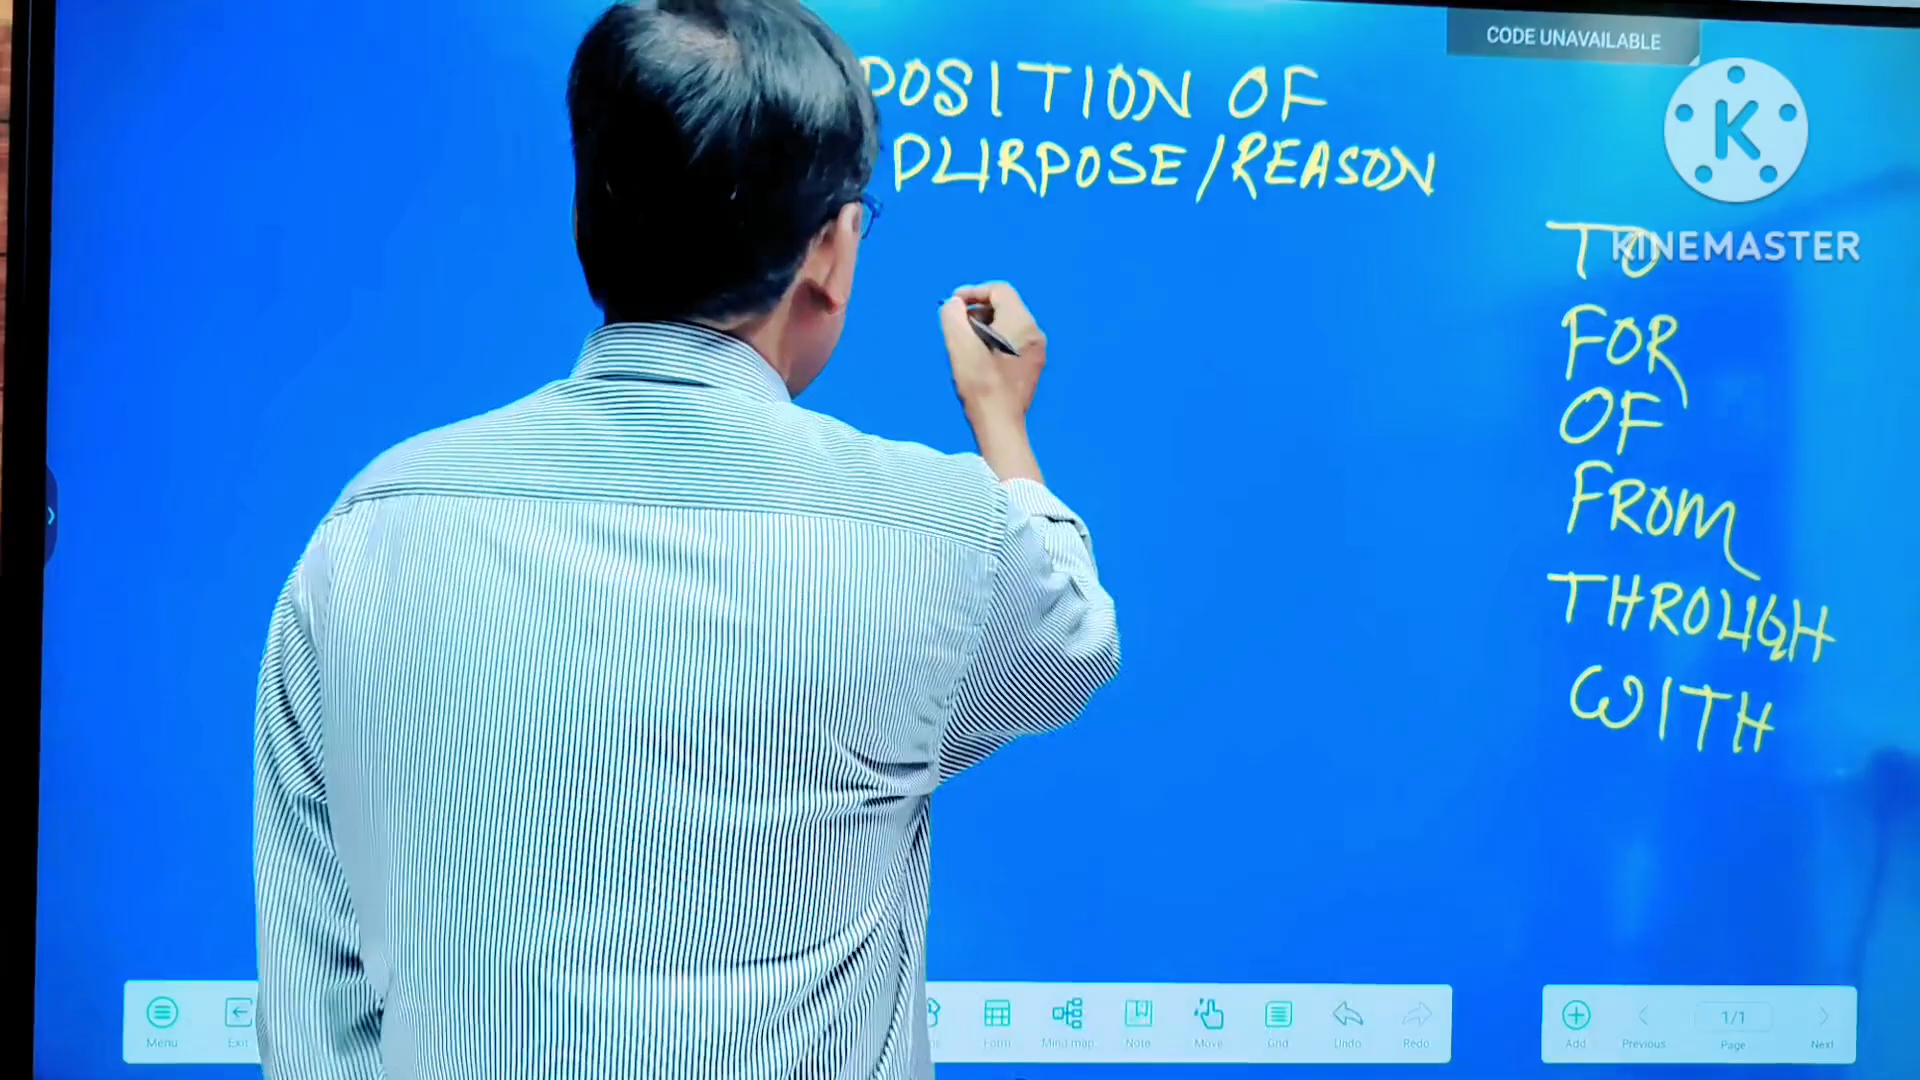 CODE UNAVAILABLE
POSITION OF
PURPOSE/REASON
K
KINEMASTER
TO
FOR
OF
FROM
THROUGH
WITH
Menu Exit Form Mind map Note Move Grid Undo Redo
Add Previous 1/1 Page Next